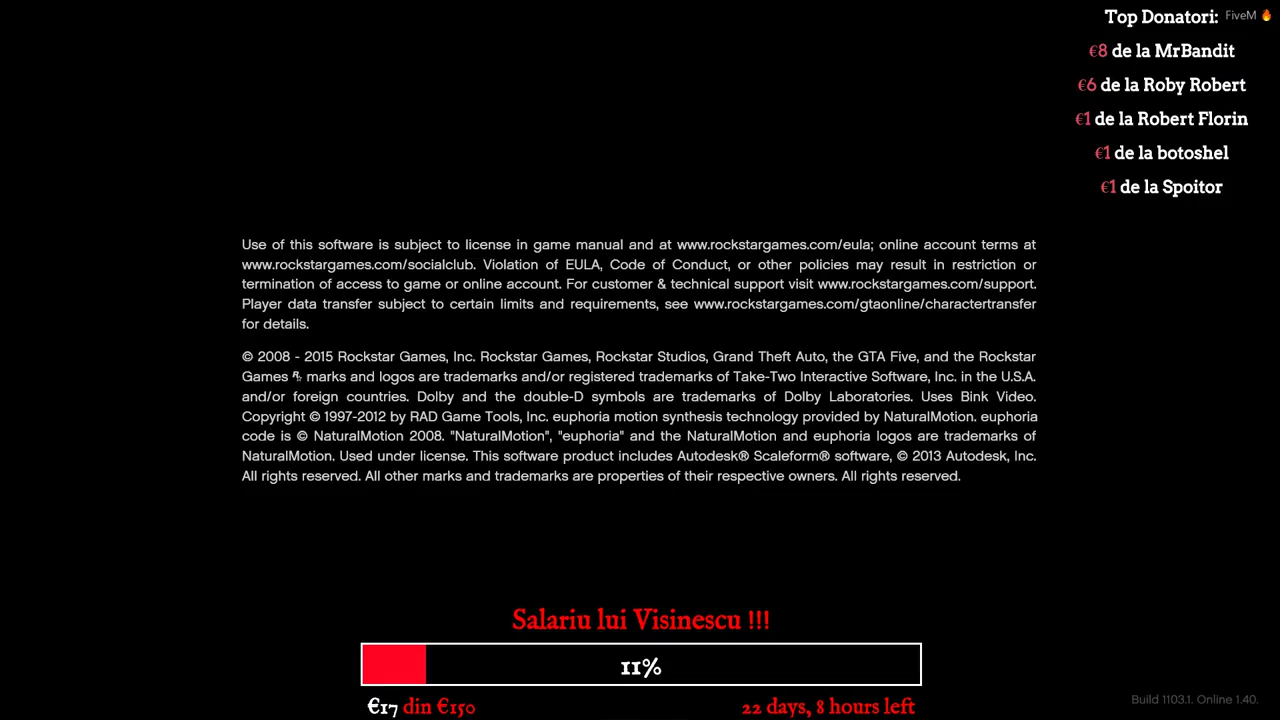 Top Donatori:
FiveM
€8 de la MrBandit
€6 de la Roby Robert
€1 de la Robert Florin
€1 de la botoshel
€1 de la Spoitor
Use of this software is subject to license in game manual and at www.rockstargames.com/eula; online account terms at
www.rockstargames.com/socialclub. Violation of EULA, Code of Conduct, or other policies may result in restriction or
termination of access to game or online account. For customer & technical support visit www.rockstargames.com/support.
Player data transfer subject to certain limits and requirements, see www.rockstargames.com/gtaonline/charactertransfer
for details.
© 2008 - 2015 Rockstar Games, Inc. Rockstar Games, Rockstar Studios, Grand Theft Auto, the GTA Five, and the Rockstar
Games R* marks and logos are trademarks and/or registered trademarks of Take-Two Interactive Software, Inc. in the U.S.A.
and/or foreign countries. Dolby and the double-D symbols are trademarks of Dolby Laboratories. Uses Bink Video.
Copyright © 1997-2012 by RAD Game Tools, Inc. euphoria motion synthesis technology provided by NaturalMotion. euphoria
code is © NaturalMotion 2008. "NaturalMotion", "euphoria" and the NaturalMotion and euphoria logos are trademarks of
NaturalMotion. Used under license. This software product includes Autodesk® Scaleform® software, © 2013 Autodesk, Inc.
All rights reserved. All other marks and trademarks are properties of their respective owners. All rights reserved.
Salariu lui Visinescu !!!
11%
€17 din €150
22 days, 8 hours left
Build 1103.1. Online 1.40.